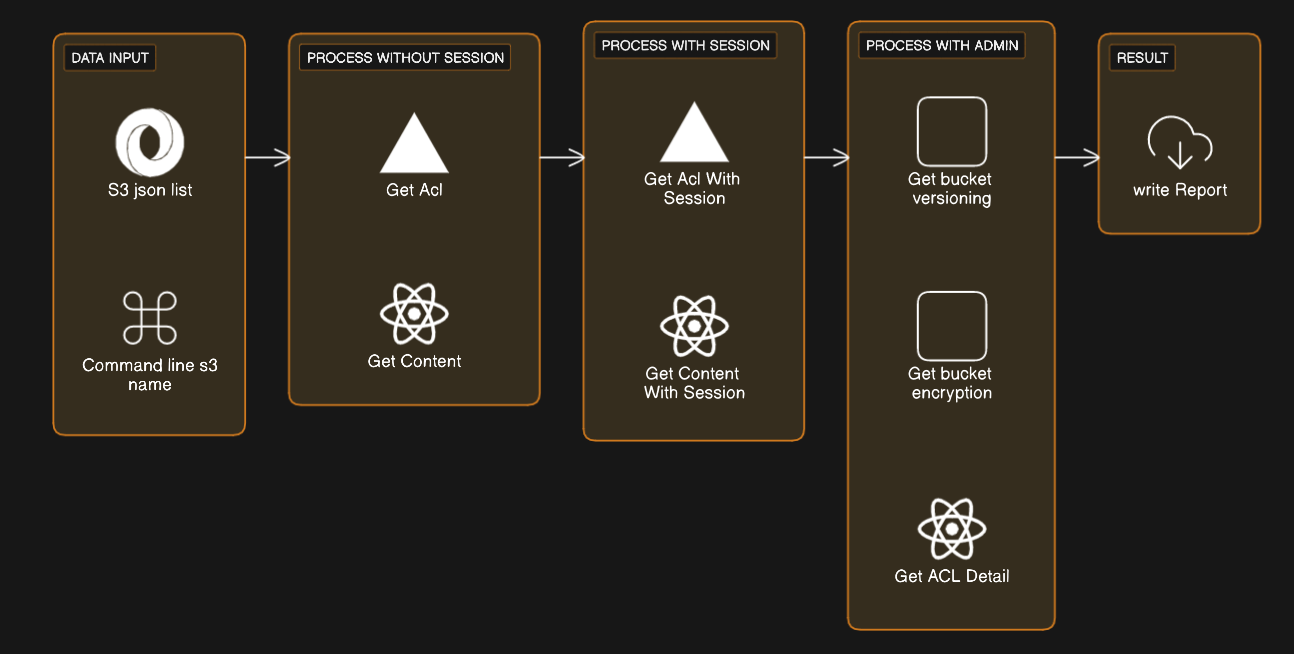 DATA INPUT
S3 json list
Command line s3
name
PROCESS WITHOUT SESSION
Get Acl
Get Content
PROCESS WITH SESSION
Get Acl With
Session
Get Content
With Session
PROCESS WITH ADMIN
Get bucket
versioning
Get bucket
encryption
Get ACL Detail
RESULT
write Report